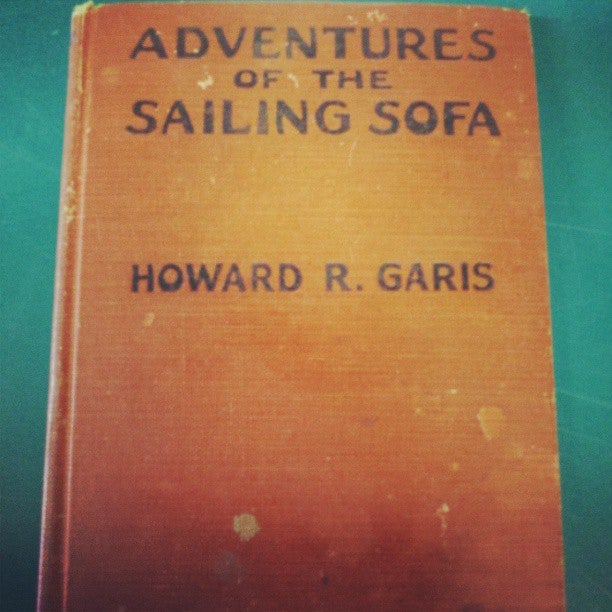 ADVENTURES
OF THE
SAILING SOFA
HOWARD R. GARIS